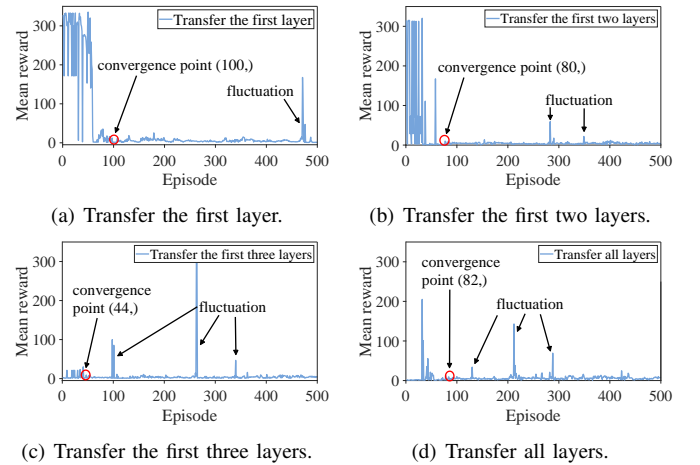 Transfer the first layer
Mean reward
300
200
100
0
convergence
point (100,)
fluctuation
0 100 200 300 400 500
Episode
(a) Transfer the first layer.
Transfer the first two layers
Mean reward
300
200
100
0
convergence point (80,)
fluctuation
0 100 200 300 400 500
Episode
(b) Transfer the first two layers.
Transfer the first three layers
Mean reward
300
200
100
0
convergence
point (44,)
fluctuation
0 100 200 300 400 500
Episode
(c) Transfer the first three layers.
Transfer all layers
Mean reward
300
200
100
0
convergence
point (82,)
fluctuation
0 100 200 300 400 500
Episode
(d) Transfer all layers.